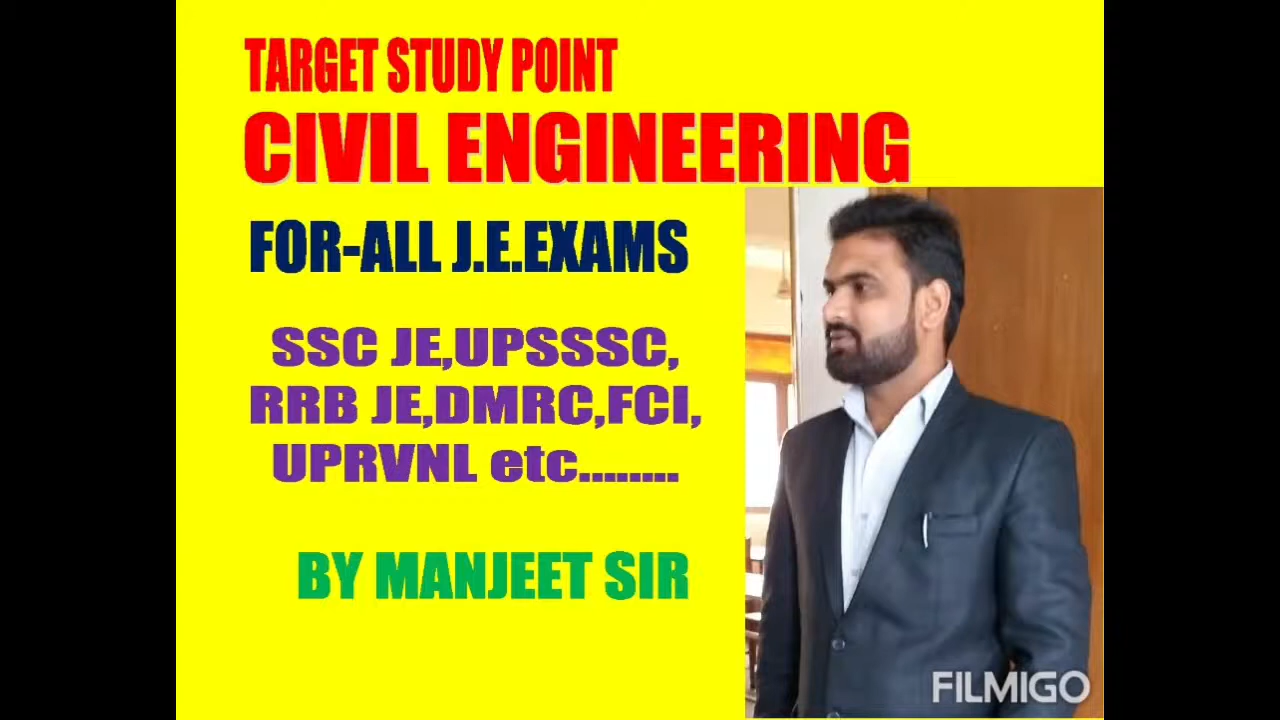 TARGET STUDY POINT
CIVIL ENGINEERING
FOR-ALL J.E.EXAMS
SSC JE,UPSSSC,
RRB JE,DMRC,FCI,
UPRVNL etc........
BY MANJEET SIR
FILMIGO